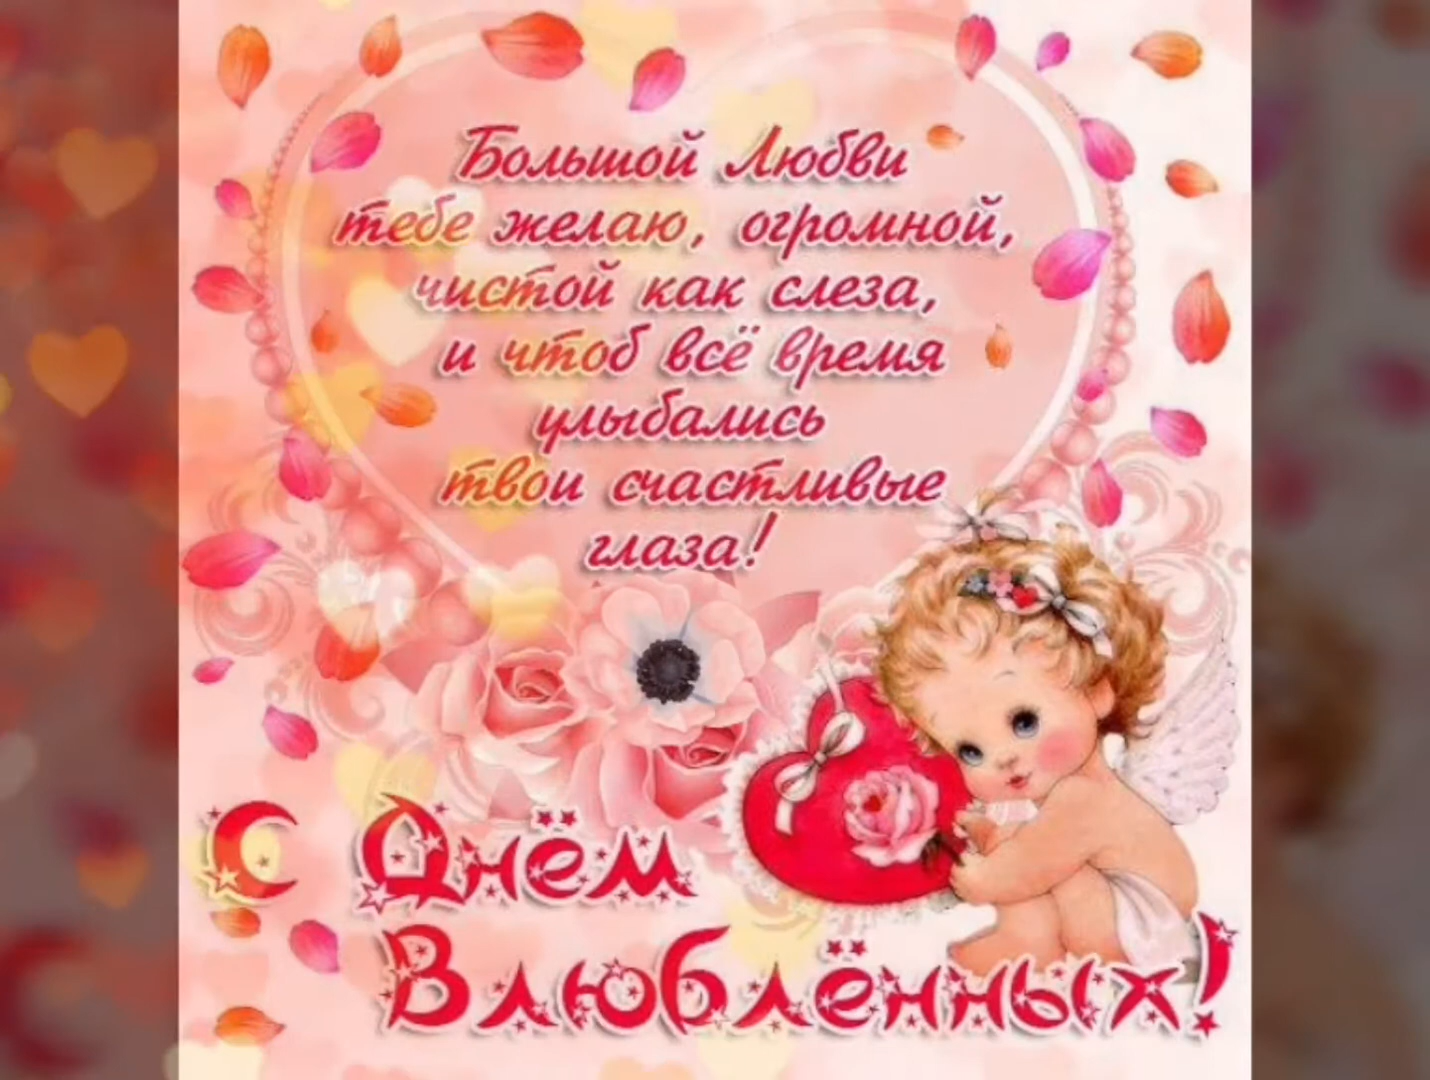 Большой Любви
тебе желаю, огромной,
чистой как слеза,
и чтоб всё время
улыбались
твои счастливые
глаза!
С Днём
Влюблённых!